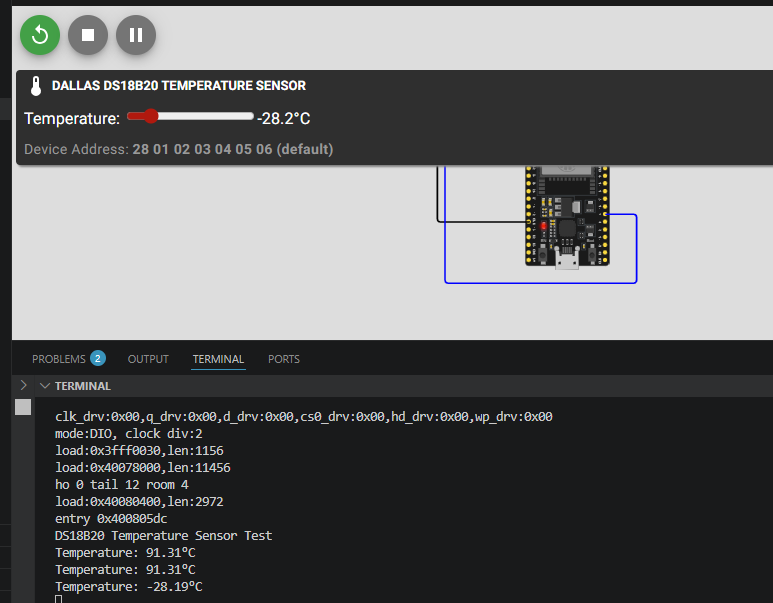 DALLAS DS18B20 TEMPERATURE SENSOR
Temperature: -28.2°C
Device Address: 28 01 02 03 04 05 06 (default)
PROBLEMS 2 OUTPUT TERMINAL PORTS
TERMINAL
clk_drv:0x00,q_drv:0x00,d_drv:0x00,cs0_drv:0x00,hd_drv:0x00,wp_drv:0x00
mode:DIO, clock div:2
load:0x3fff0030,len:1156
load:0x40078000,len:11456
ho 0 tail 12 room 4
load:0x40080400,len:2972
entry 0x400805dc
DS18B20 Temperature Sensor Test
Temperature: 91.31ºC
Temperature: 91.31ºC
Temperature: -28.19ºC